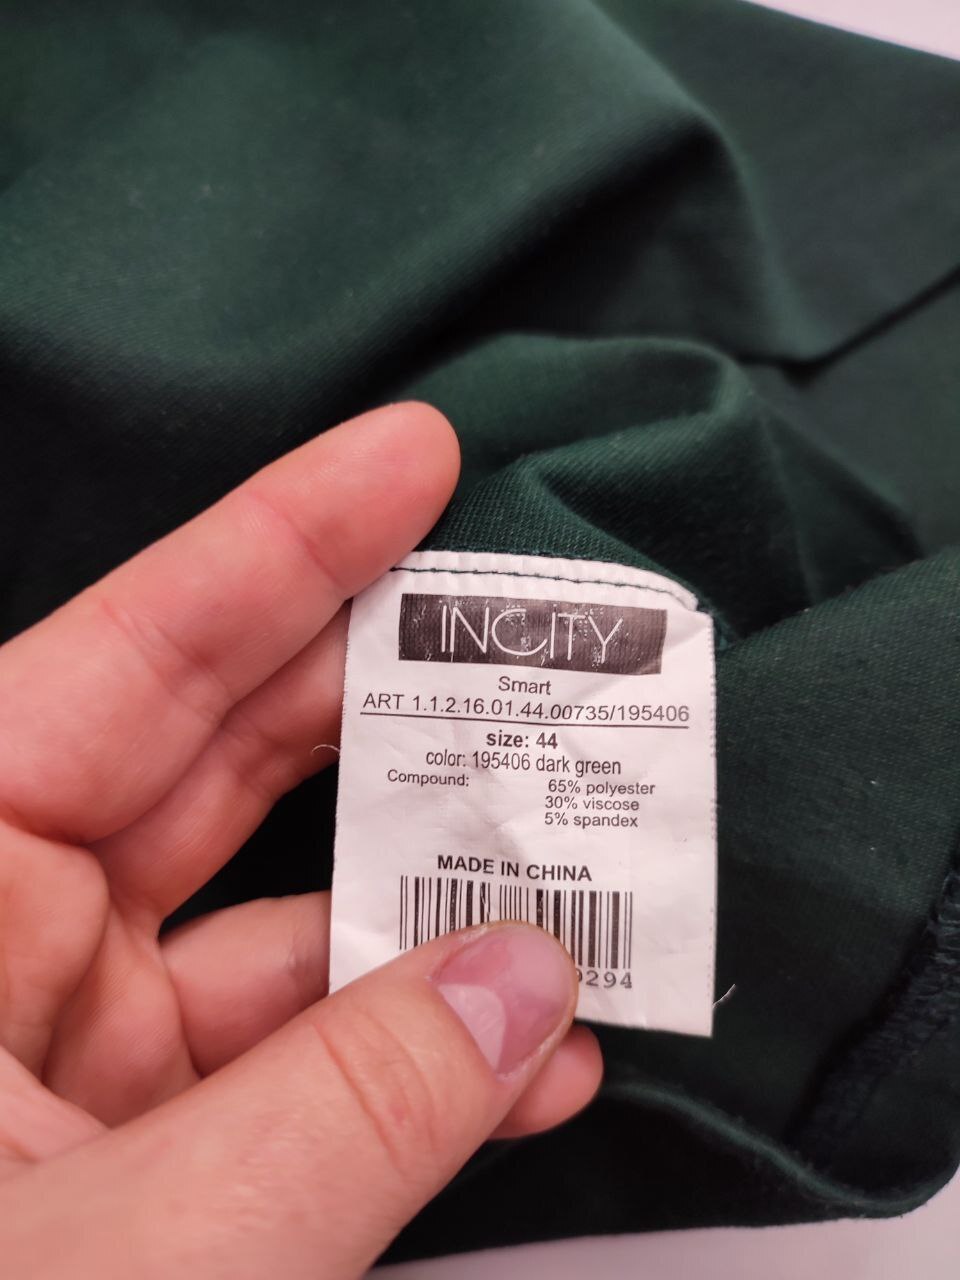 INCITY
Smart
ART 1.1.2.16.01.44.00735/195406
size: 44
color: 195406 dark green
Compound: 65% polyester
30% viscose
5% spandex
MADE IN CHINA
9294